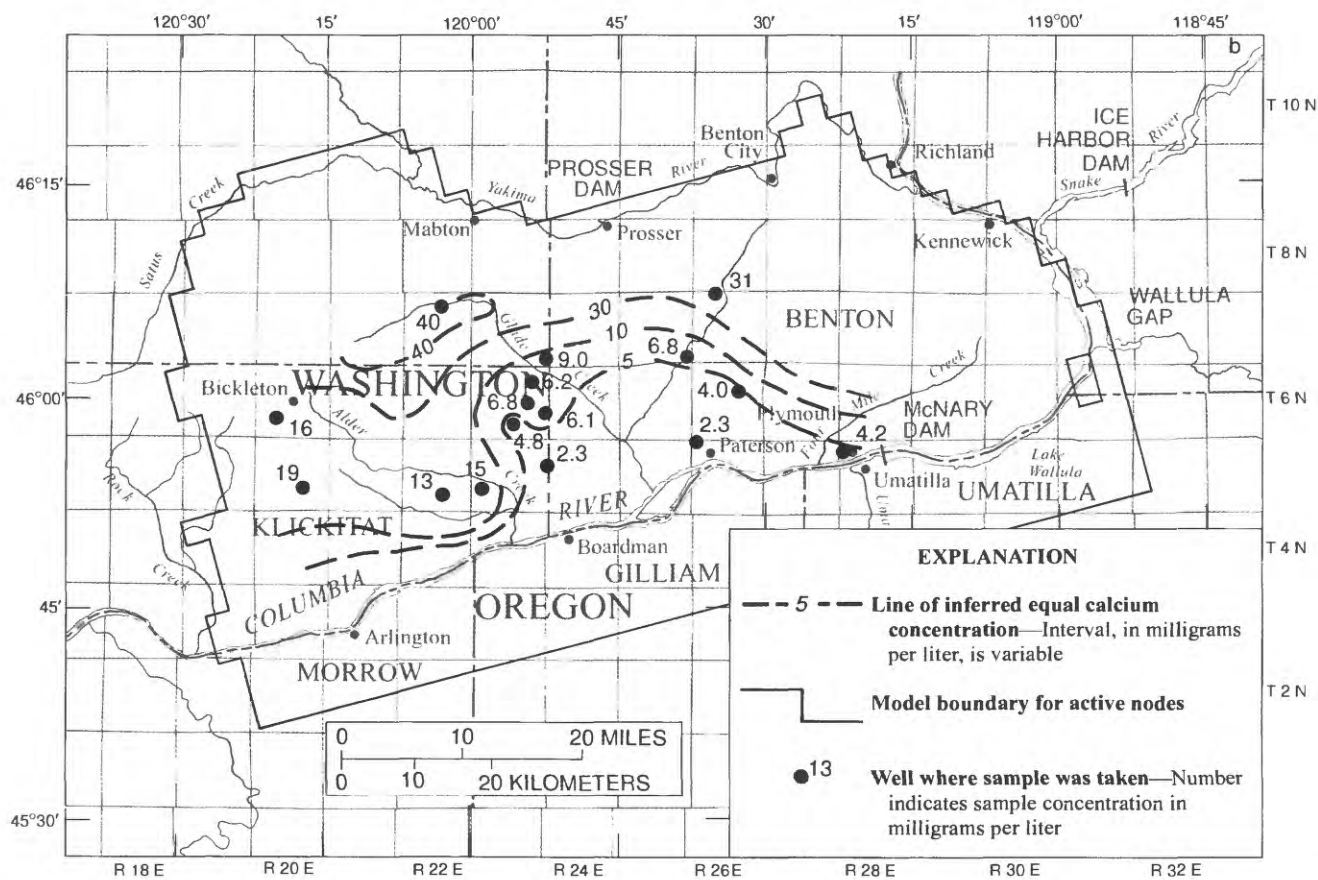 120°30' 15' 120°00' 45' 30' 15' 119°00' 118°45'
b
T 10 N
ICE
HARBOR
DAM
River
Snake
Benton
City
Richland
PROSSER
DAM
River
46°15'
Creek
Yakima
Satus
Mabton
Prosser
Kennewick
T 8 N
WALLULA
GAP
31
BENTON
40
30
Glade
10
40
6.8
5
9.0
WASHINGTON
6.2
Creek
Creek
Bickleton
46°00'
4.0
Mile
T 6 N
6.8
Plymouth
McNARY
DAM
Alder
6.1
16
4.8
2.3
4.2
Paterson
Four
2.3
Lake
Wallula
19
15
13
Creek
Umatilla
UMATILLA
Rock
RIVER
KLICKITAT
Boardman
T 4 N
Creek
GILLIAM
COLUMBIA
OREGON
45'
Arlington
MORROW
T 2 N
0 10 20 MILES
0 10 20 KILOMETERS
EXPLANATION
5 Line of inferred equal calcium
concentration—Interval, in milligrams
per liter, is variable
Model boundary for active nodes
13 Well where sample was taken—Number
indicates sample concentration in
milligrams per liter
45°30'
R 18 E R 20 E R 22 E R 24 E R 26 E R 28 E R 30 E R 32 E